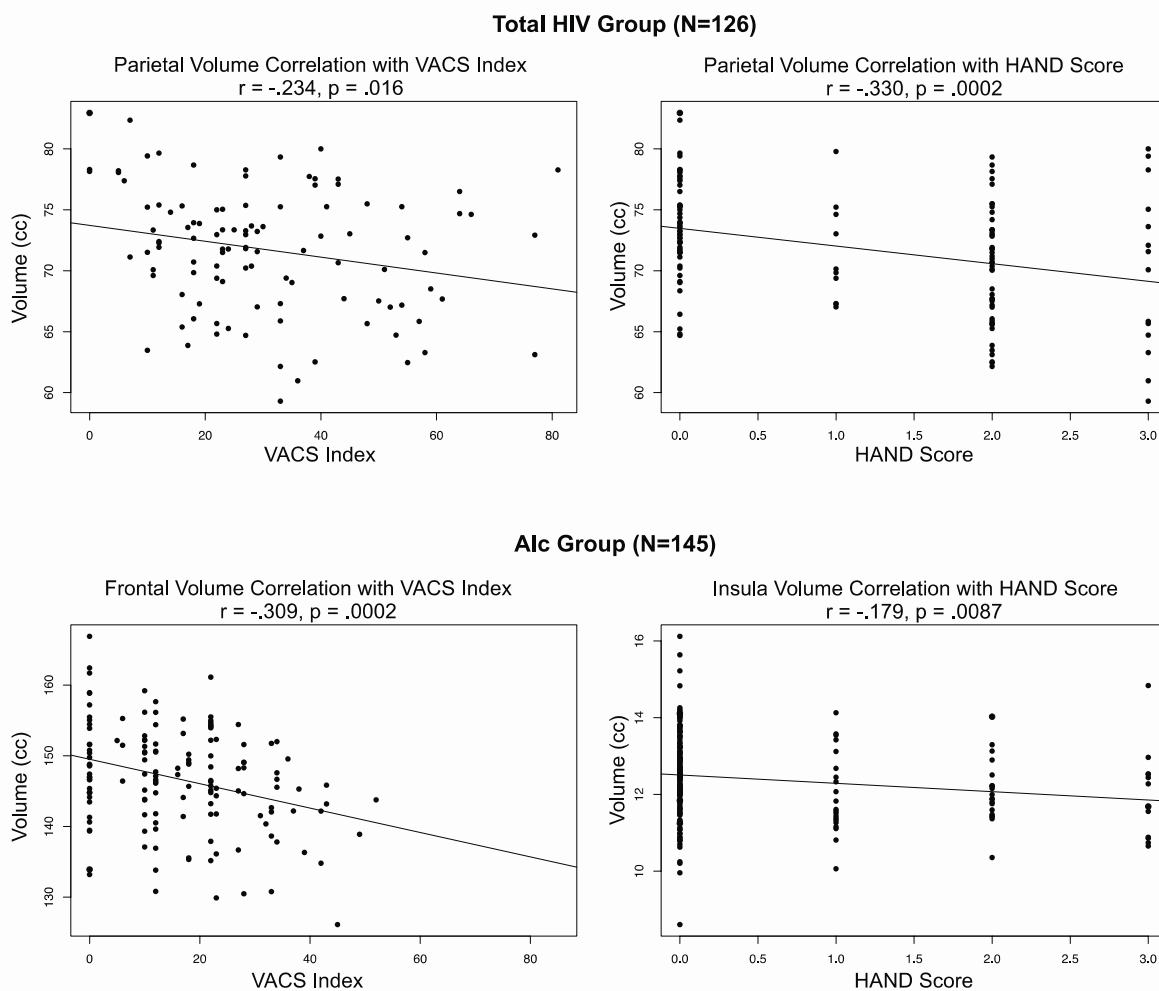 Total HIV Group (N=126)
Parietal Volume Correlation with VACS Index
r = -.234, p = .016
Volume (cc)
80
75
70
65
60
0 20 40 60 80
VACS Index
Parietal Volume Correlation with HAND Score
r = -.330, p = .0002
Volume (cc)
80
75
70
65
60
0.0 0.5 1.0 1.5 2.0 2.5 3.0
HAND Score
Alc Group (N=145)
Frontal Volume Correlation with VACS Index
r = -.309, p = .0002
Volume (cc)
160
150
140
130
0 20 40 60 80
VACS Index
Insula Volume Correlation with HAND Score
r = -.179, p = .0087
Volume (cc)
16
14
12
10
0.0 0.5 1.0 1.5 2.0 2.5 3.0
HAND Score